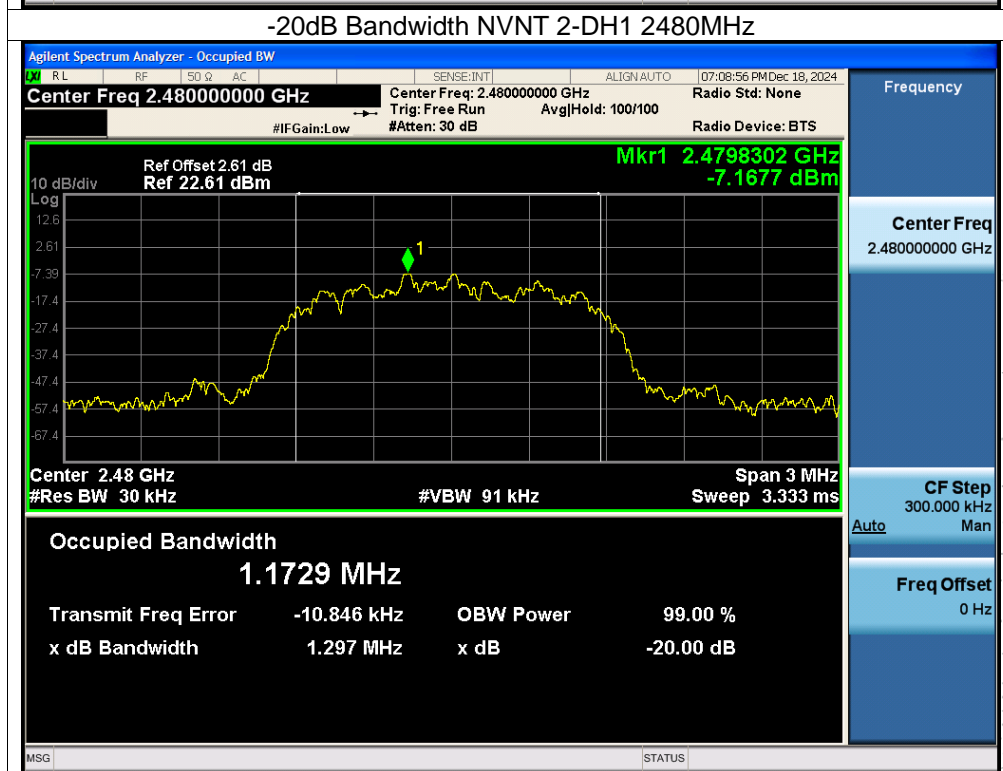 -20dB Bandwidth NVNT 2-DH1 2480MHz
Agilent Spectrum Analyzer - Occupied BW
LXI RL RF 50 Ω AC SENSE:INT ALIGN AUTO 07:08:56 PM Dec 18, 2024
Center Freq 2.480000000 GHz Center Freq: 2.480000000 GHz Radio Std: None
Trig: Free Run Avg|Hold: 100/100
#IFGain:Low #Atten: 30 dB Radio Device: BTS
Ref Offset 2.61 dB Mkr1 2.4798302 GHz
10 dB/div Ref 22.61 dBm -7.1677 dBm
Log
12.6
2.61
-7.39
-17.4
-27.4
-37.4
-47.4
-57.4
-67.4
1
Center 2.48 GHz Span 3 MHz
#Res BW 30 kHz #VBW 91 kHz Sweep 3.333 ms
Occupied Bandwidth
1.1729 MHz
Transmit Freq Error -10.846 kHz OBW Power 99.00 %
x dB Bandwidth 1.297 MHz x dB -20.00 dB
Frequency
Center Freq
2.480000000 GHz
CF Step
300.000 kHz
Auto Man
Freq Offset
0 Hz
MSG STATUS